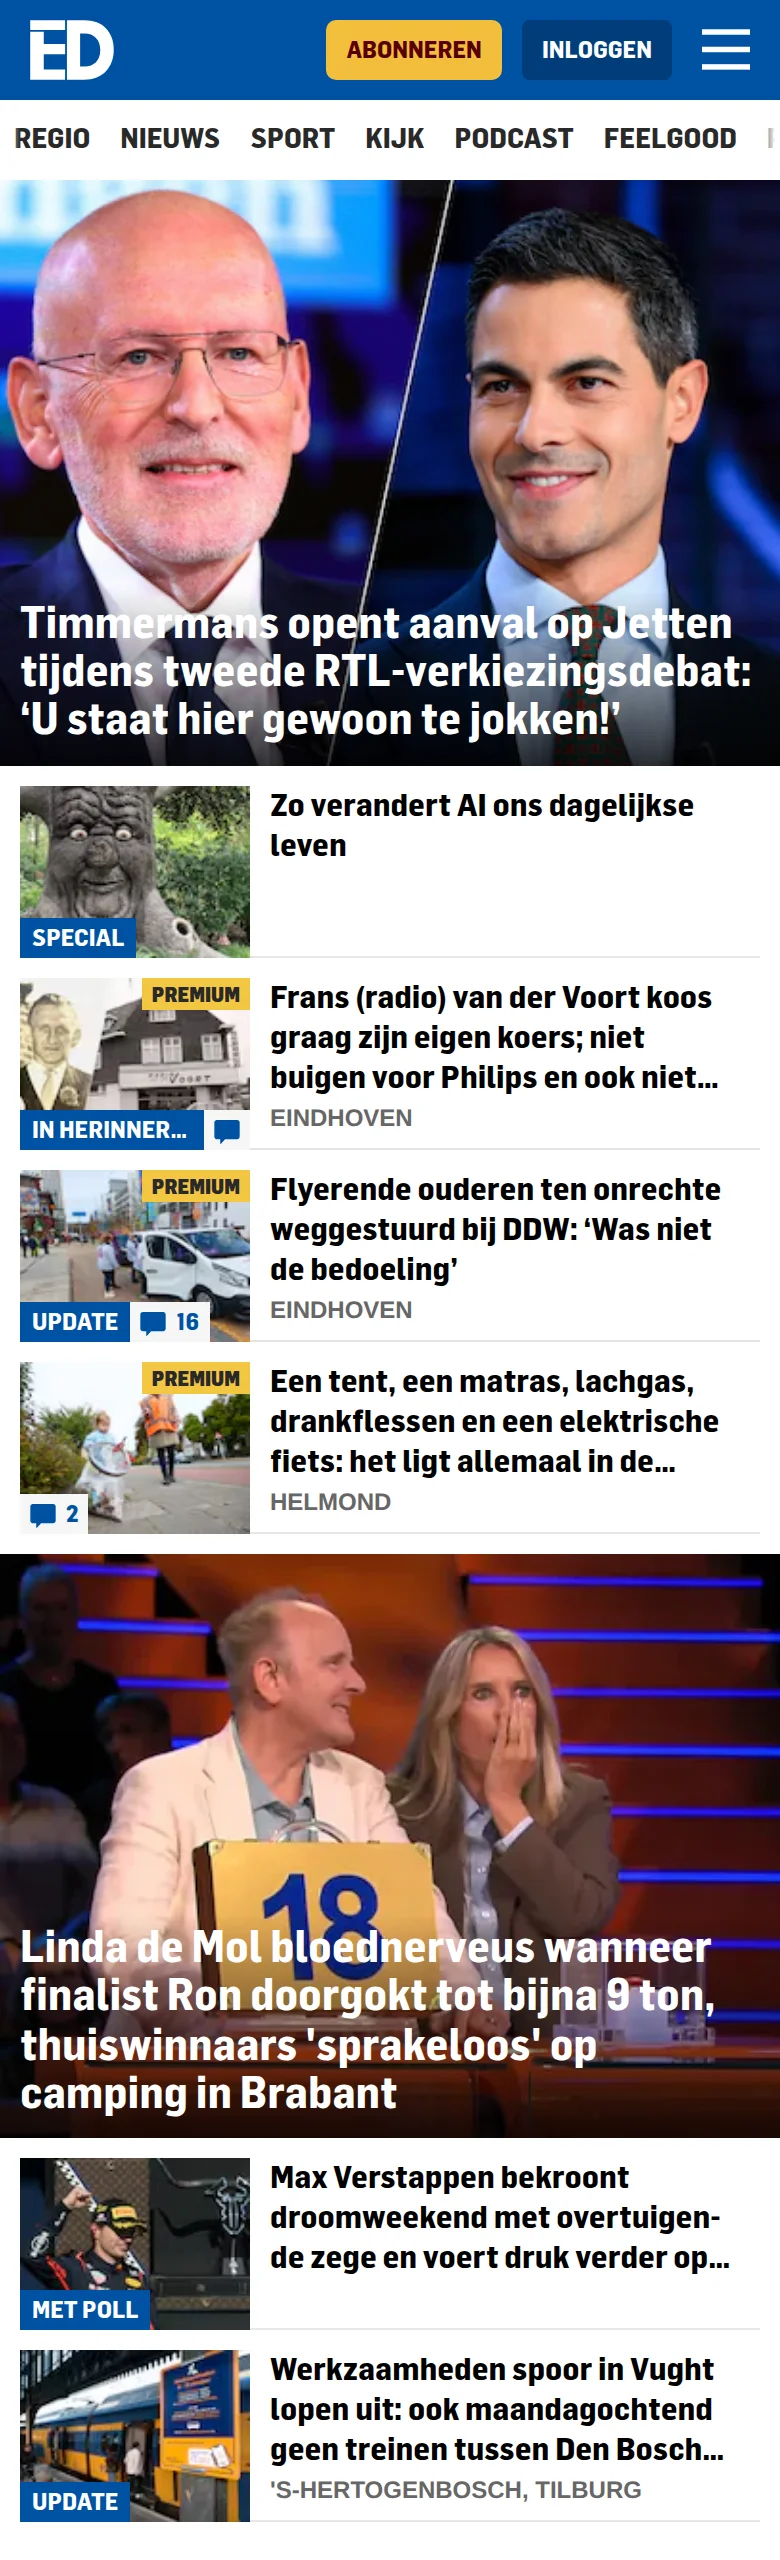 ED
ABONNEREN
INLOGGEN
REGIO NIEUWS SPORT KIJK PODCAST FEELGOOD
Timmermans opent aanval op Jetten
tijdens tweede RTL-verkiezingsdebat:
‘U staat hier gewoon te jokken!’
SPECIAL
Zo verandert AI ons dagelijkse
leven
PREMIUM
VOORT
IN HERINNER...
Frans (radio) van der Voort koos
graag zijn eigen koers; niet
buigen voor Philips en ook niet...
EINDHOVEN
PREMIUM
UPDATE
16
Flyerende ouderen ten onrechte
weggestuurd bij DDW: ‘Was niet
de bedoeling’
EINDHOVEN
PREMIUM
2
Een tent, een matras, lachgas,
drankflessen en een elektrische
fiets: het ligt allemaal in de...
HELMOND
18
Linda de Mol bloednerveus wanneer
finalist Ron doorgokt tot bijna 9 ton,
thuiswinnaars 'sprakeloos' op
camping in Brabant
MET POLL
Max Verstappen bekroont
droomweekend met overtuigen-
de zege en voert druk verder op...
UPDATE
Werkzaamheden spoor in Vught
lopen uit: ook maandagochtend
geen treinen tussen Den Bosch...
'S-HERTOGENBOSCH, TILBURG